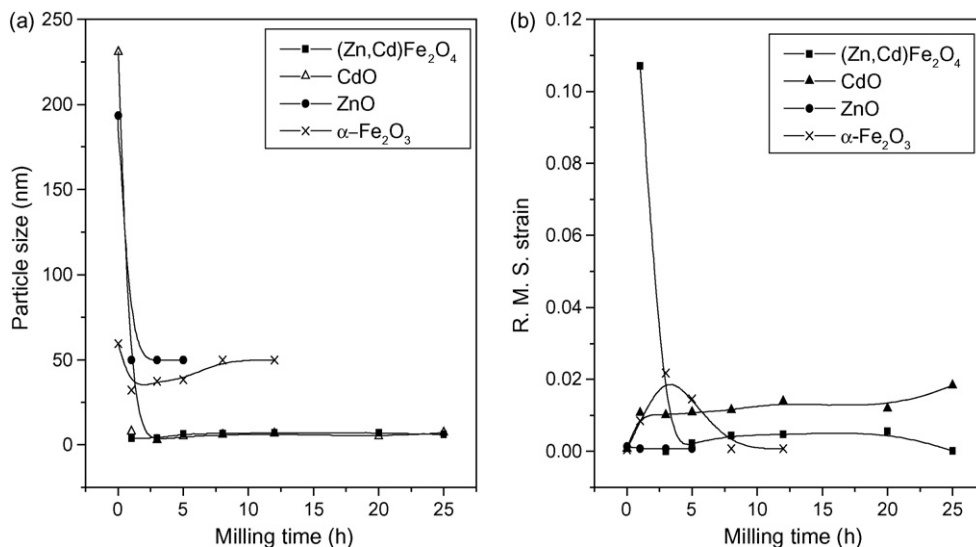 (a)
250
200
150
100
50
0
Particle size (nm)
(Zn,Cd)Fe₂O₄
CdO
ZnO
α–Fe₂O₃
0 5 10 15 20 25
Milling time (h)
(b)
0.12
0.10
0.08
0.06
0.04
0.02
0.00
R. M. S. strain
(Zn,Cd)Fe₂O₄
CdO
ZnO
α-Fe₂O₃
0 5 10 15 20 25
Milling time (h)